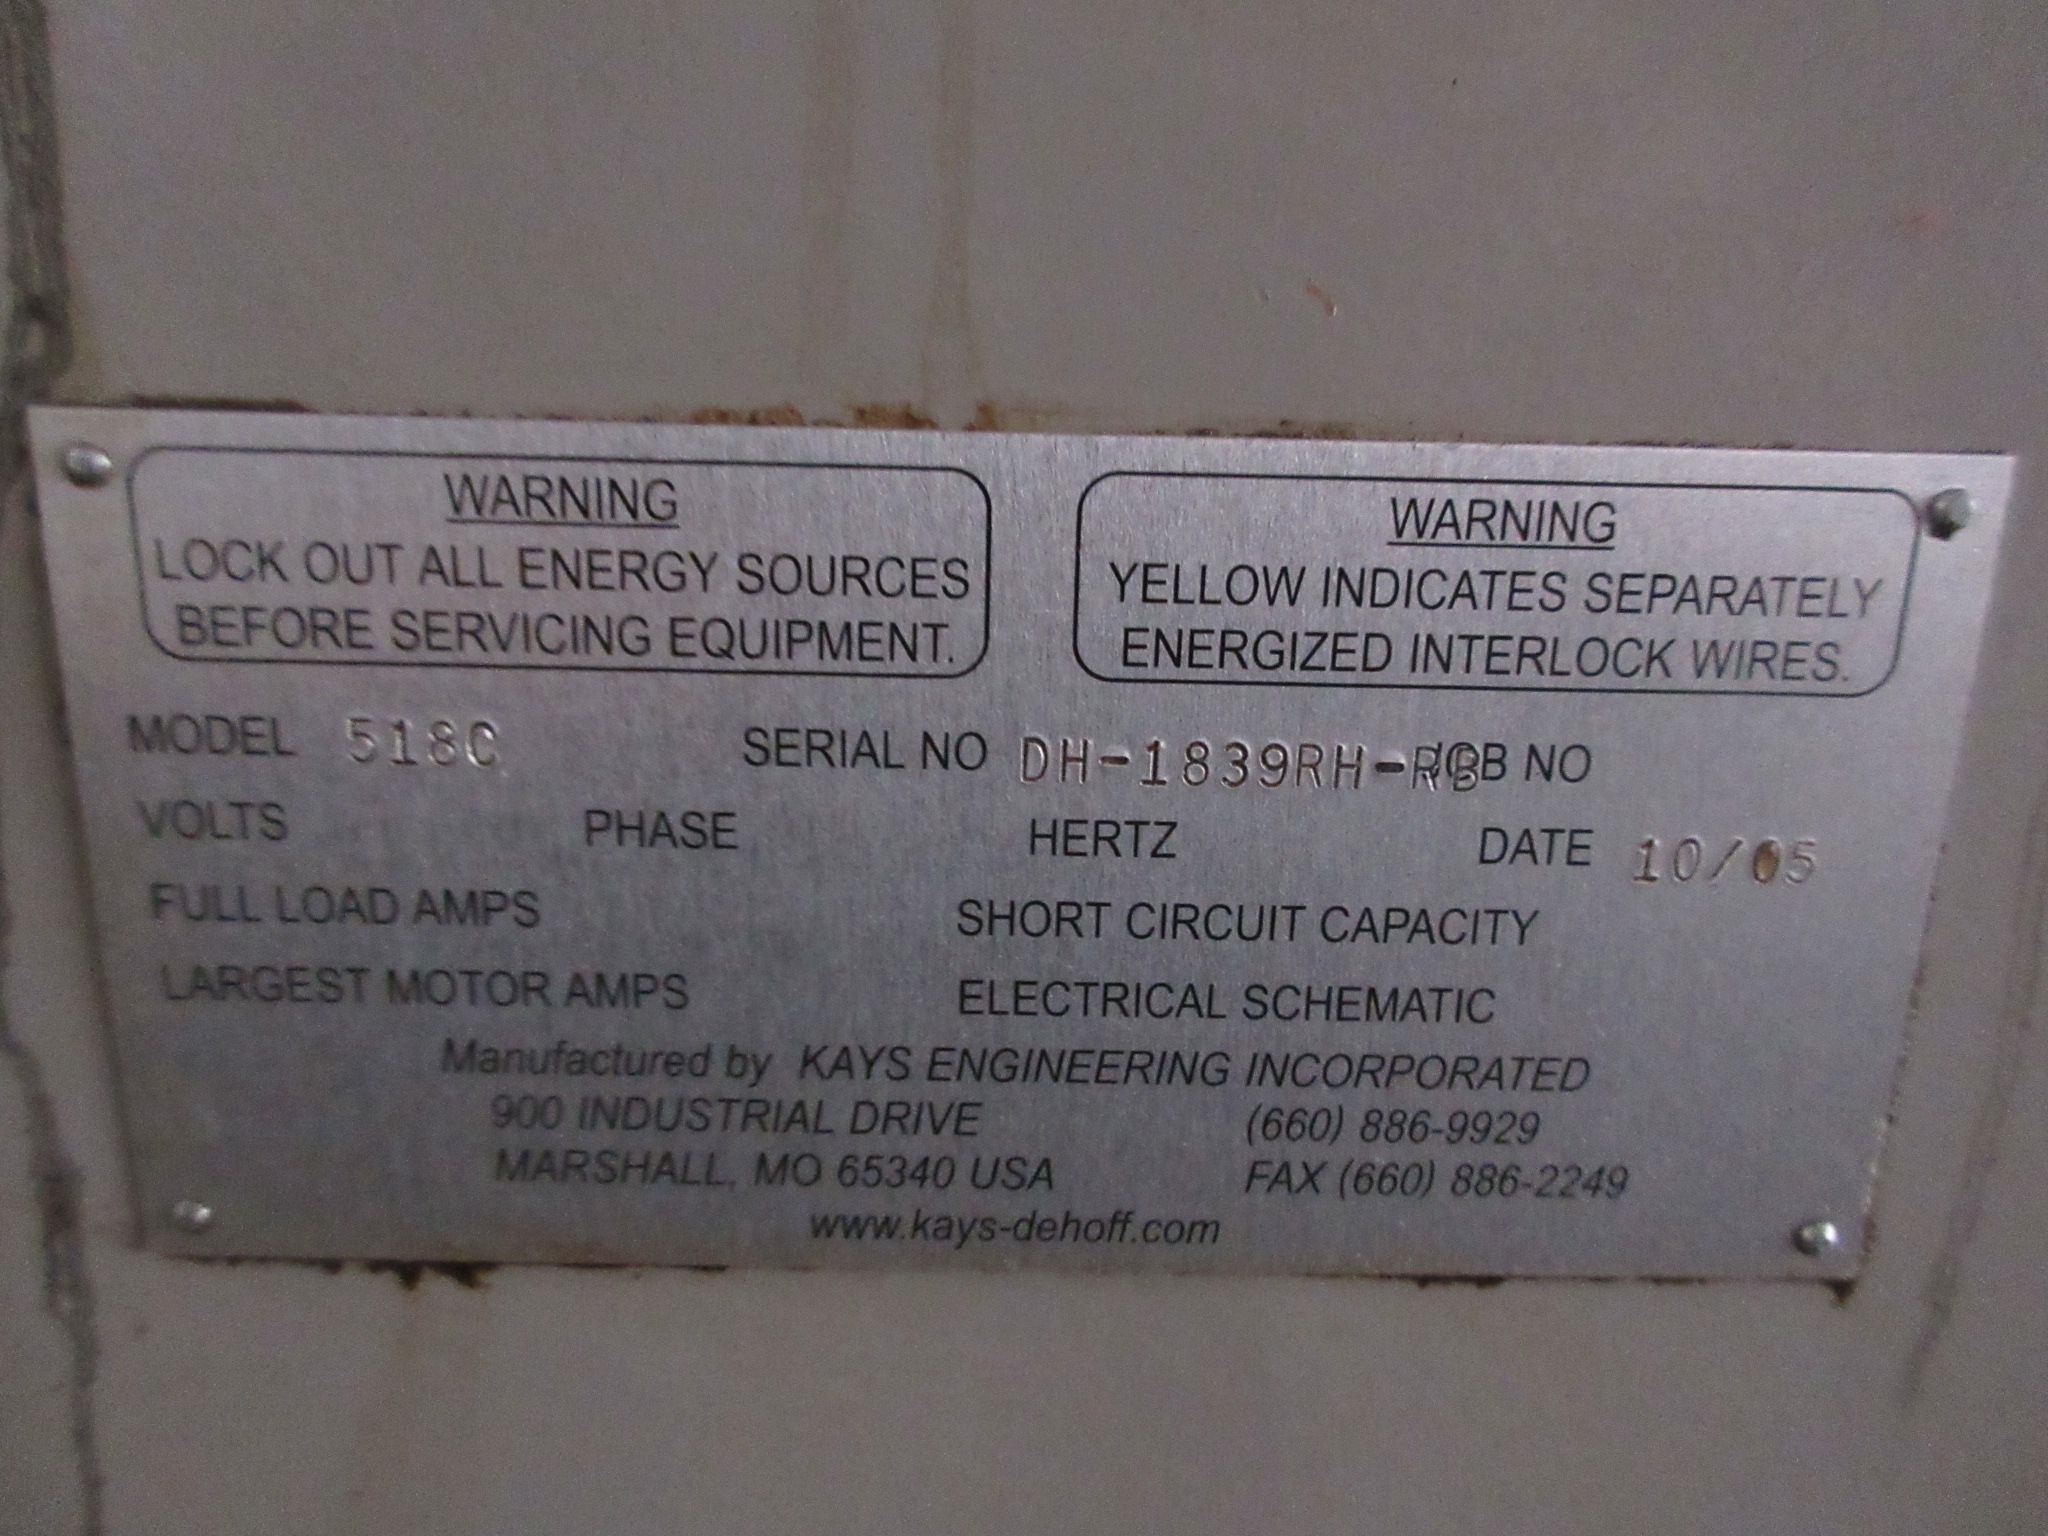 WARNING
LOCK OUT ALL ENERGY SOURCES
BEFORE SERVICING EQUIPMENT.
WARNING
YELLOW INDICATES SEPARATELY
ENERGIZED INTERLOCK WIRES.
MODEL 518C SERIAL NO DH-1839RH-RB JOB NO
VOLTS PHASE HERTZ DATE 10/05
FULL LOAD AMPS SHORT CIRCUIT CAPACITY
LARGEST MOTOR AMPS ELECTRICAL SCHEMATIC
Manufactured by KAYS ENGINEERING INCORPORATED
900 INDUSTRIAL DRIVE (660) 886-9929
MARSHALL, MO 65340 USA FAX (660) 886-2249
www.kays-dehoff.com